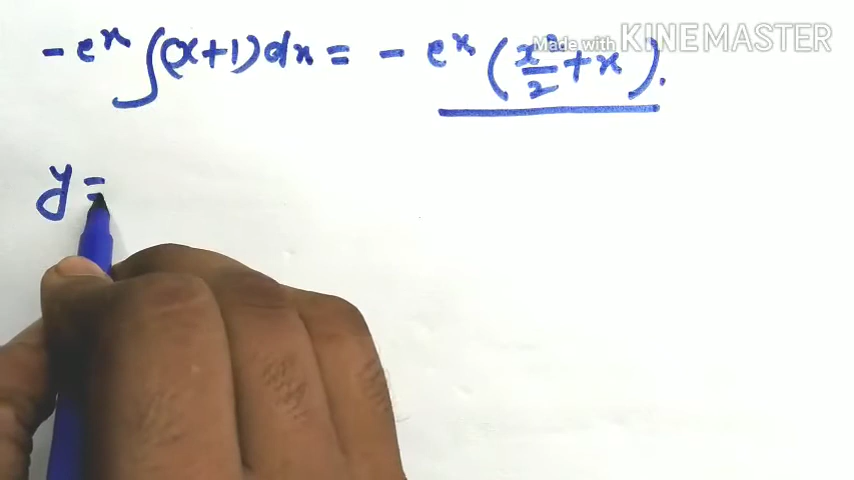 -e^x ∫(x+1)dx = -e^x (x²/2 + x).
Made with KINEMASTER
y =